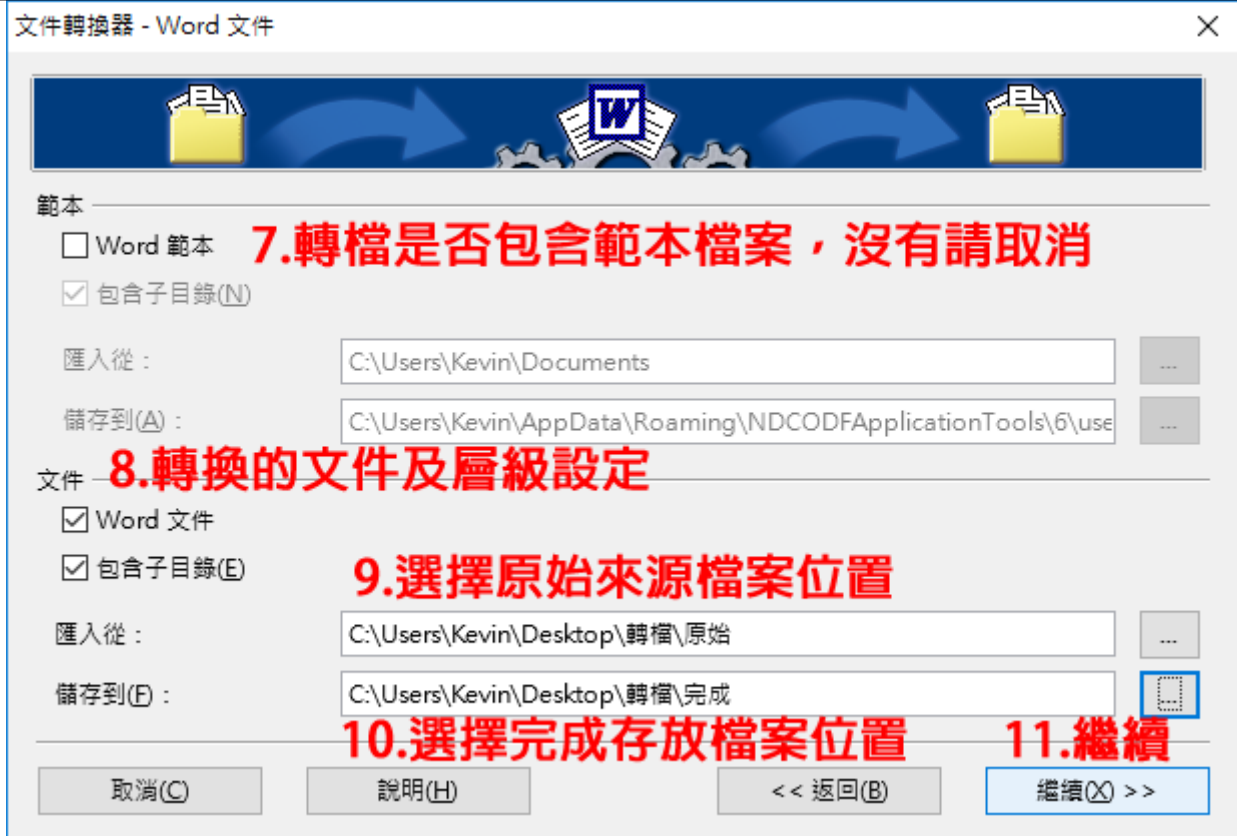 文件轉換器 - Word 文件
W
範本
Word 範本 7.轉檔是否包含範本檔案，沒有請取消
包含子目錄(N)
匯入從： C:\Users\Kevin\Documents ...
儲存到(A)： C:\Users\Kevin\AppData\Roaming\NDCODFApplicationTools\6\use ...
文件 8.轉換的文件及層級設定
Word 文件
包含子目錄(E)
9.選擇原始來源檔案位置
匯入從： C:\Users\Kevin\Desktop\轉檔\原始 ...
儲存到(F)： C:\Users\Kevin\Desktop\轉檔\完成 ...
10.選擇完成存放檔案位置 11.繼續
取消(C) 說明(H) << 返回(B) 繼續(X) >>